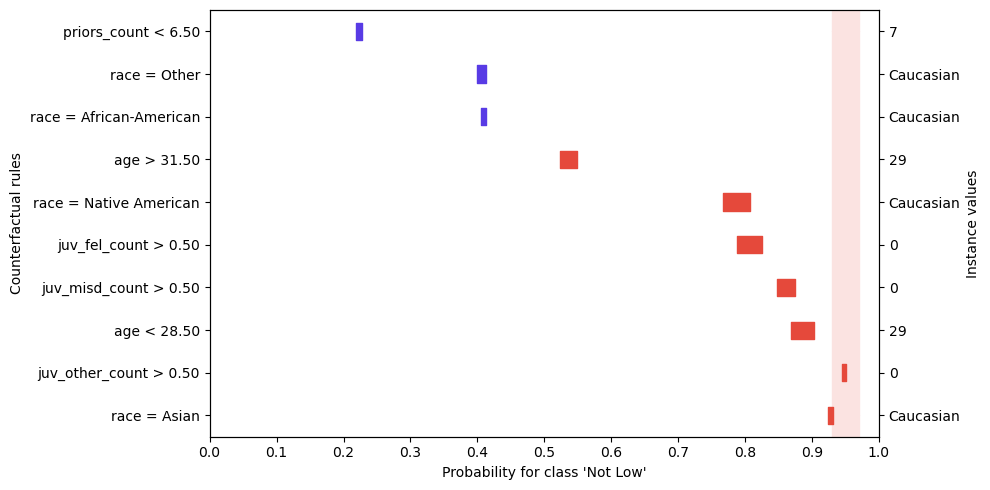 priors_count < 6.50 7
race = Other Caucasian
race = African-American Caucasian
age > 31.50 29
race = Native American Caucasian
juv_fel_count > 0.50 0
juv_misd_count > 0.50 0
age < 28.50 29
juv_other_count > 0.50 0
race = Asian Caucasian
Counterfactual rules
Instance values
0.0 0.1 0.2 0.3 0.4 0.5 0.6 0.7 0.8 0.9 1.0
Probability for class 'Not Low'